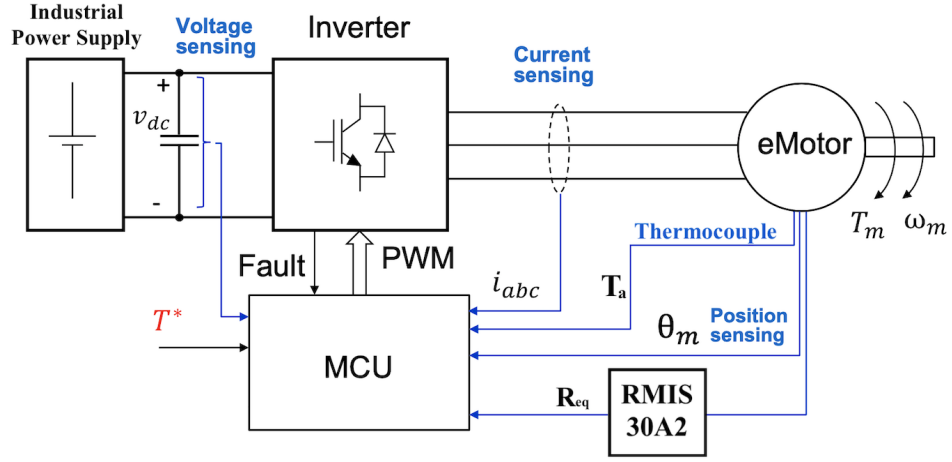 Industrial
Power Supply
Voltage
sensing
Inverter
Current
sensing
+
v_dc
-
eMotor
T_m
ω_m
Thermocouple
Fault
PWM
i_abc
T_a
T*
θ_m
Position
sensing
MCU
R_eq
RMIS
30A2